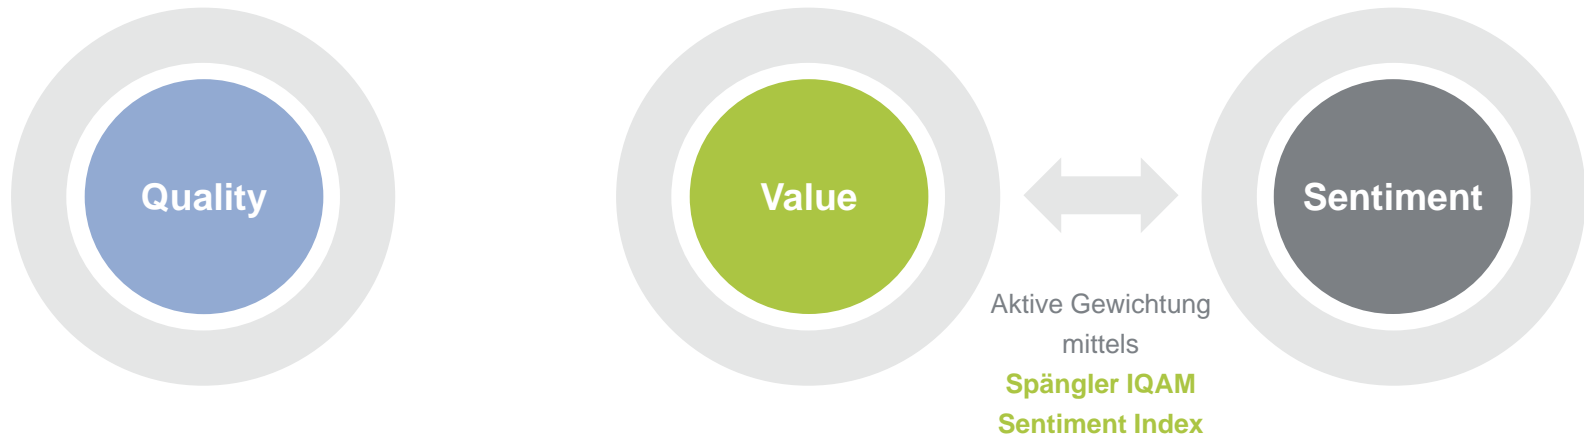 Quality
Value
Sentiment
Aktive Gewichtung
mittels
Spängler IQAM
Sentiment Index